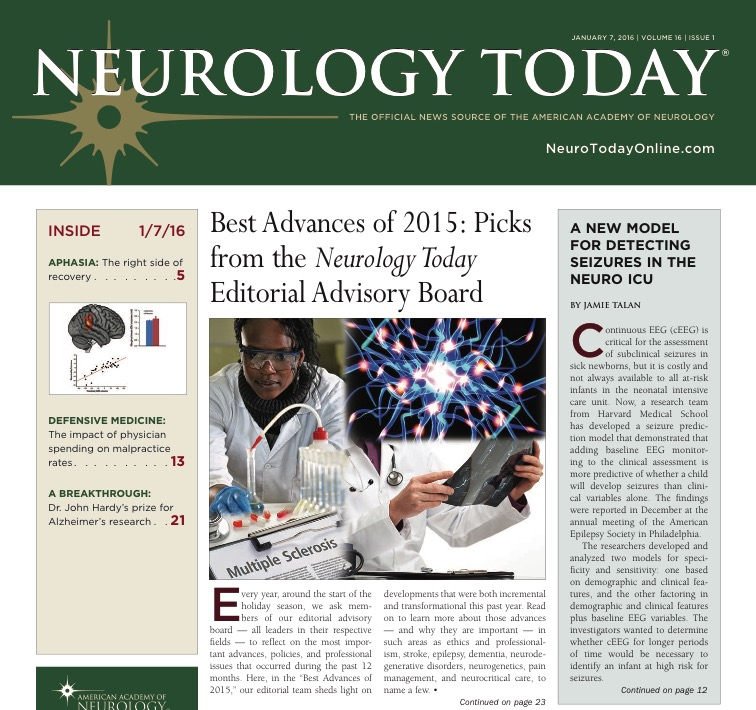 JANUARY 7, 2016 | VOLUME 16 | ISSUE 1
NEUROLOGY TODAY®
THE OFFICIAL NEWS SOURCE OF THE AMERICAN ACADEMY OF NEUROLOGY
NeuroTodayOnline.com
INSIDE 1/7/16
APHASIA: The right side of
recovery . . . . . . . . . 5
DEFENSIVE MEDICINE:
The impact of physician
spending on malpractice
rates . . . . . . . . . . 13
A BREAKTHROUGH:
Dr. John Hardy's prize for
Alzheimer's research . . 21
AMERICAN ACADEMY OF
NEUROLOGY
Best Advances of 2015: Picks
from the Neurology Today
Editorial Advisory Board
Multiple Sclerosis
Every year, around the start of the
holiday season, we ask mem-
bers of our editorial advisory
board — all leaders in their respective
fields — to reflect on the most impor-
tant advances, policies, and professional
issues that occurred during the past 12
months. Here, in the "Best Advances of
2015," our editorial team sheds light on
developments that were both incremental
and transformational this past year. Read
on to learn more about those advances
— and why they are important — in
such areas as ethics and professional-
ism, stroke, epilepsy, dementia, neurode-
generative disorders, neurogenetics, pain
management, and neurocritical care, to
name a few. •
Continued on page 23
A NEW MODEL
FOR DETECTING
SEIZURES IN THE
NEURO ICU
BY JAMIE TALAN
Continuous EEG (cEEG) is
critical for the assessment
of subclinical seizures in
sick newborns, but it is costly and
not always available to all at-risk
infants in the neonatal intensive
care unit. Now, a research team
from Harvard Medical School
has developed a seizure predic-
tion model that demonstrated that
adding baseline EEG monitor-
ing to the clinical assessment is
more predictive of whether a child
will develop seizures than clini-
cal variables alone. The findings
were reported in December at the
annual meeting of the American
Epilepsy Society in Philadelphia.
The researchers developed and
analyzed two models for speci-
ficity and sensitivity: one based
on demographic and clinical fea-
tures, and the other factoring in
demographic and clinical features
plus baseline EEG variables. The
investigators wanted to determine
whether cEEG for longer periods
of time would be necessary to
identify an infant at high risk for
seizures.
Continued on page 12